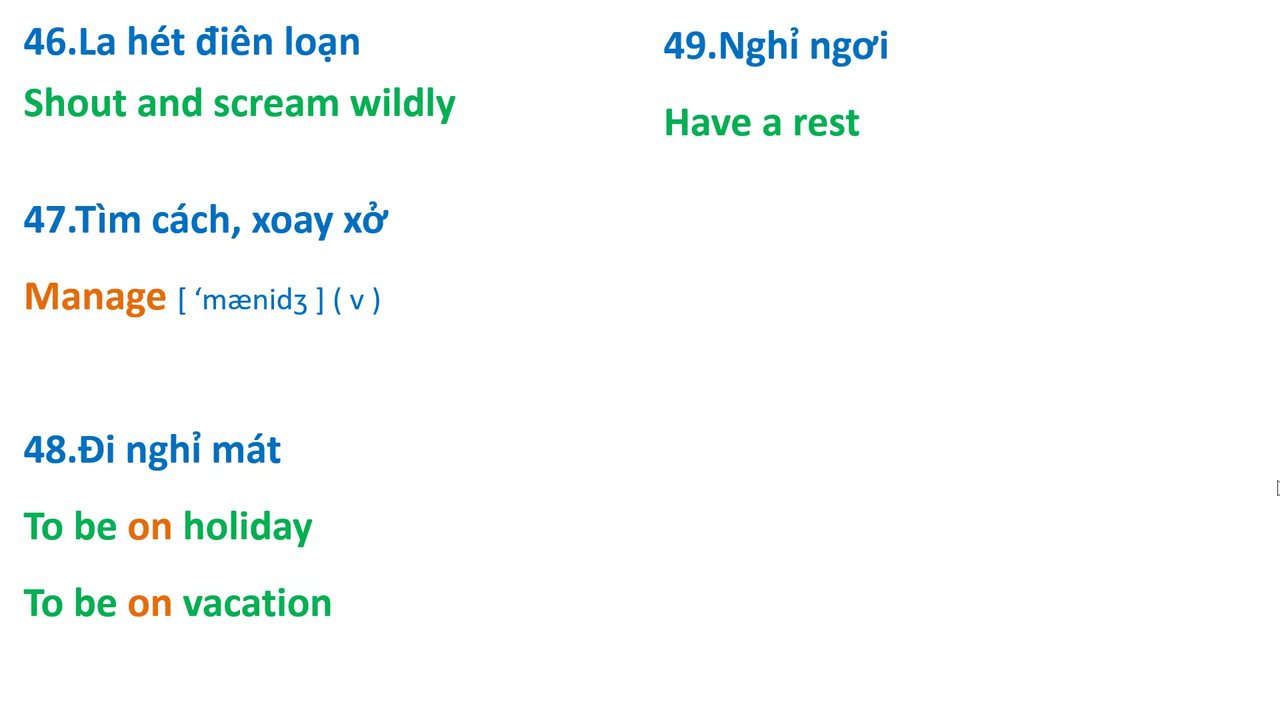 46.La hét điên loạn
Shout and scream wildly
47.Tìm cách, xoay xở
Manage [ ‘mænidʒ ] ( v )
48.Đi nghỉ mát
To be on holiday
To be on vacation
49.Nghỉ ngơi
Have a rest